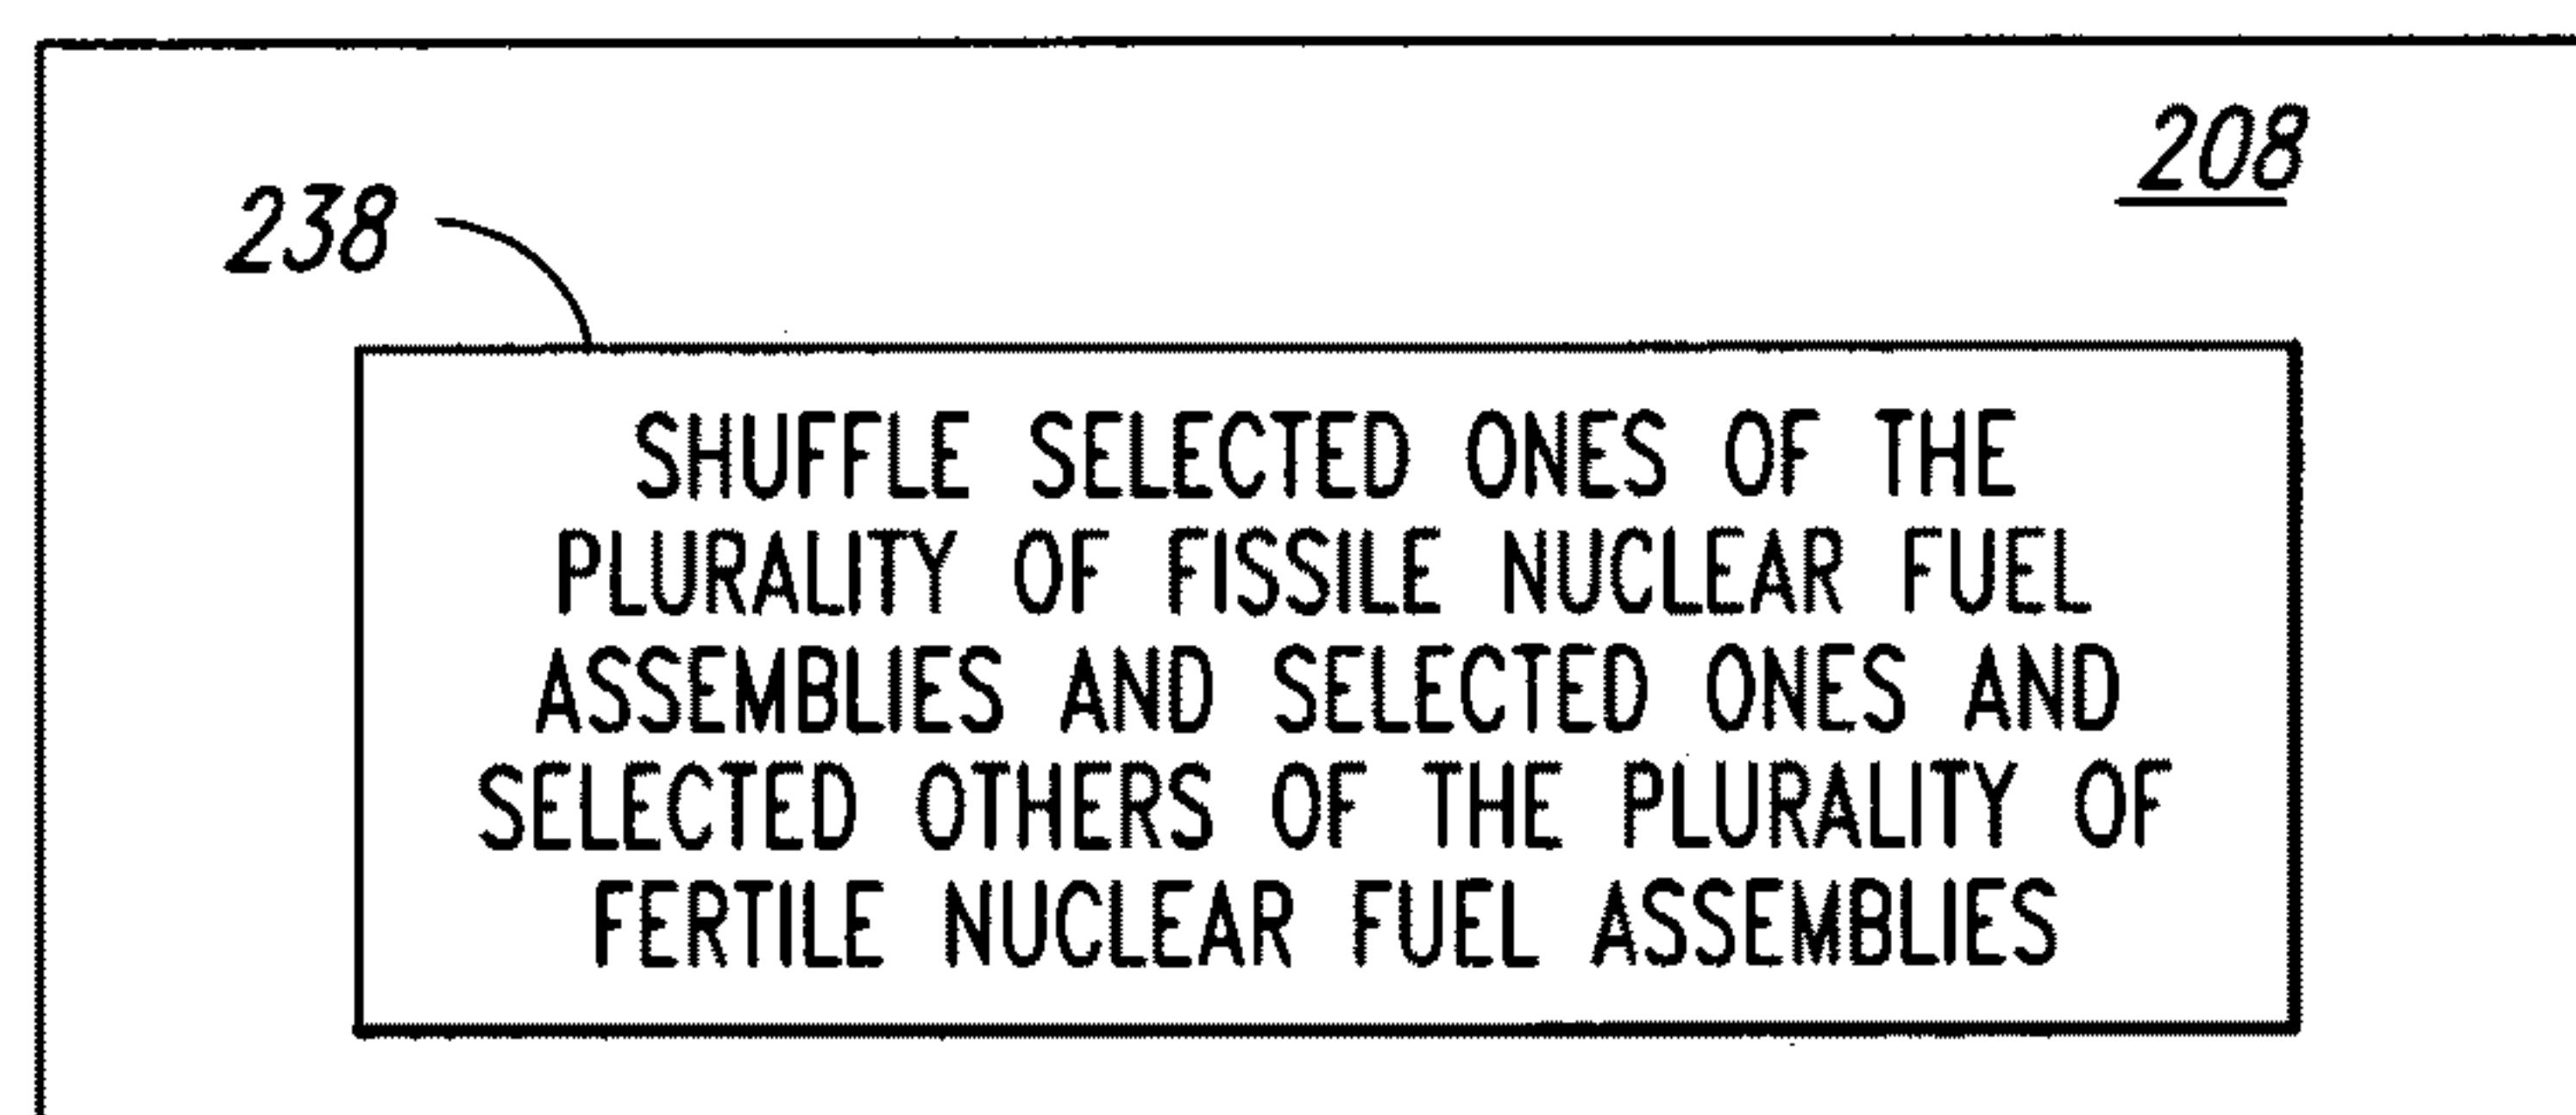 208
238
SHUFFLE SELECTED ONES OF THE
PLURALITY OF FISSILE NUCLEAR FUEL
ASSEMBLIES AND SELECTED ONES AND
SELECTED OTHERS OF THE PLURALITY OF
FERTILE NUCLEAR FUEL ASSEMBLIES